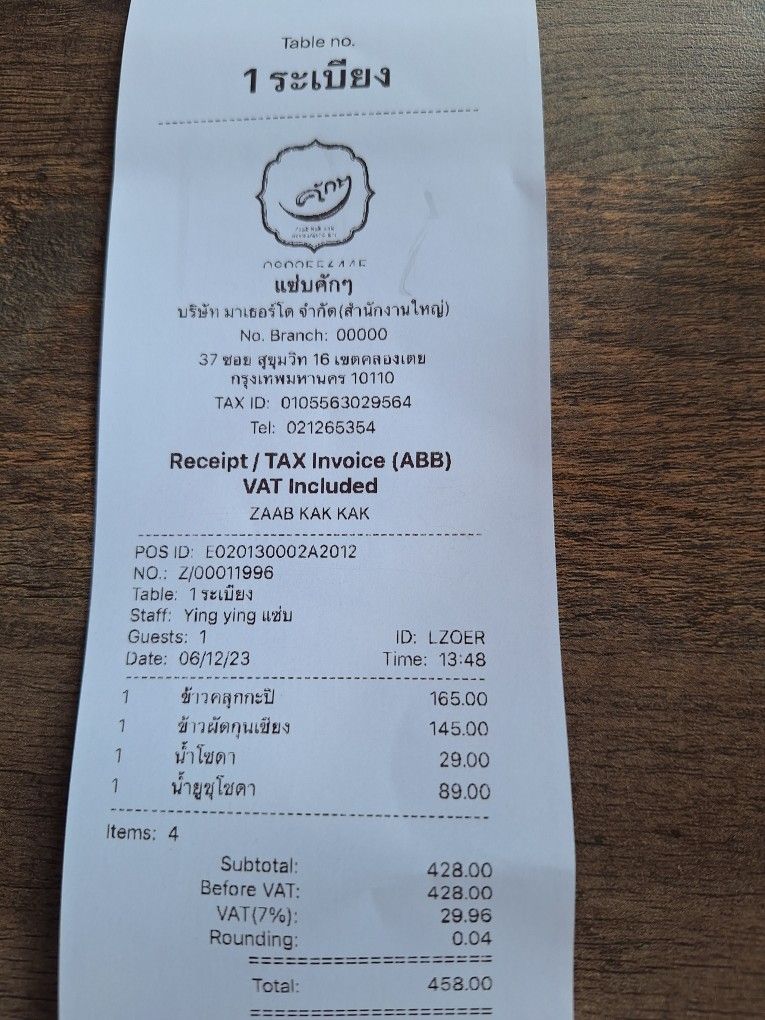 Table no.
1 ระเบียง
คักๆ
แซ่บคักๆ
บริษัท มาเธอร์โด จำกัด(สำนักงานใหญ่)
No. Branch: 00000
37 ซอย สุขุมวิท 16 เขตคลองเตย
กรุงเทพมหานคร 10110
TAX ID: 0105563029564
Tel: 021265354
Receipt / TAX Invoice (ABB)
VAT Included
ZAAB KAK KAK
POS ID: E020130002A2012
NO.: Z/00011996
Table: 1 ระเบียง
Staff: Ying ying แซ่บ
Guests: 1 ID: LZOER
Date: 06/12/23 Time: 13:48
1 ข้าวคลุกกะปิ 165.00
1 ข้าวผัดกุนเชียง 145.00
1 น้ำโซดา 29.00
1 น้ำยูซุโซดา 89.00
Items: 4
Subtotal: 428.00
Before VAT: 428.00
VAT(7%): 29.96
Rounding: 0.04
Total: 458.00